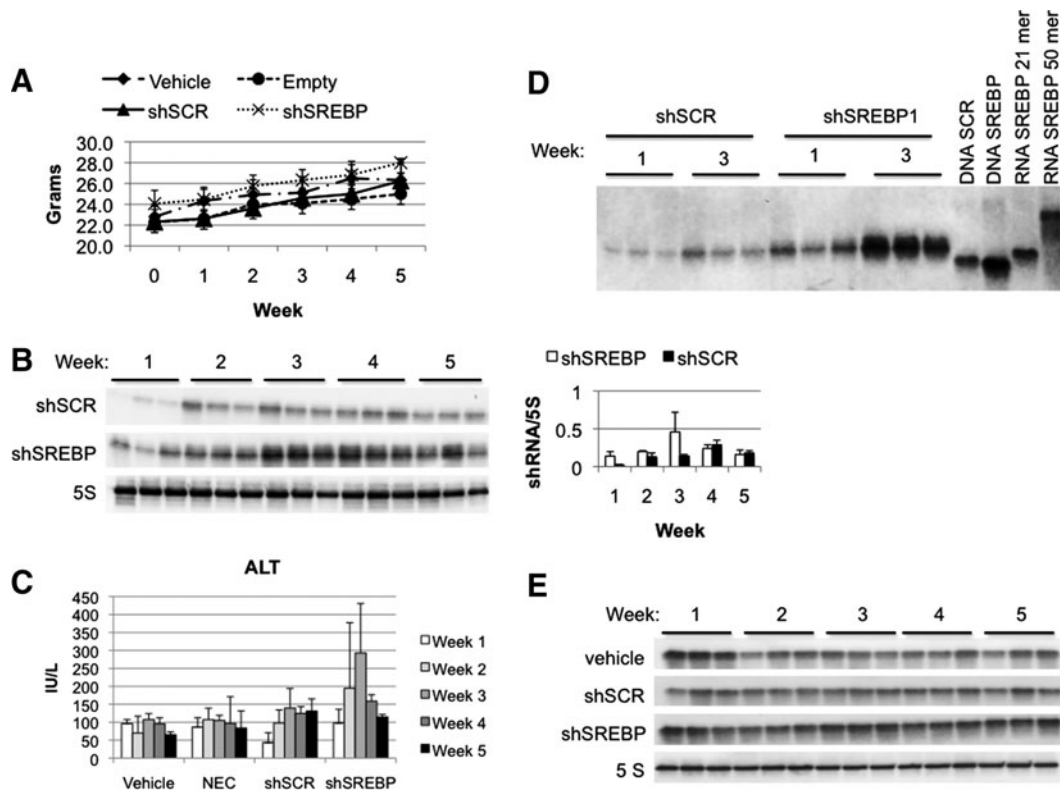 A
Vehicle
Empty
shSCR
shSREBP
Grams
28.0
26.0
24.0
22.0
20.0
0 1 2 3 4 5
Week
B
Week: 1 2 3 4 5
shSCR
shSREBP
5S
shSREBP shSCR
shRNA/5S
1
0.5
0
1 2 3 4 5
Week
C
ALT
IU/L
450
400
350
300
250
200
150
100
50
0
Vehicle NEC shSCR shSREBP
Week 1
Week 2
Week 3
Week 4
Week 5
D
shSCR shSREBP1
Week: 1 3 1 3
DNA SCR
DNA SREBP
RNA SREBP 21 mer
RNA SREBP 50 mer
E
Week: 1 2 3 4 5
vehicle
shSCR
shSREBP
5 S